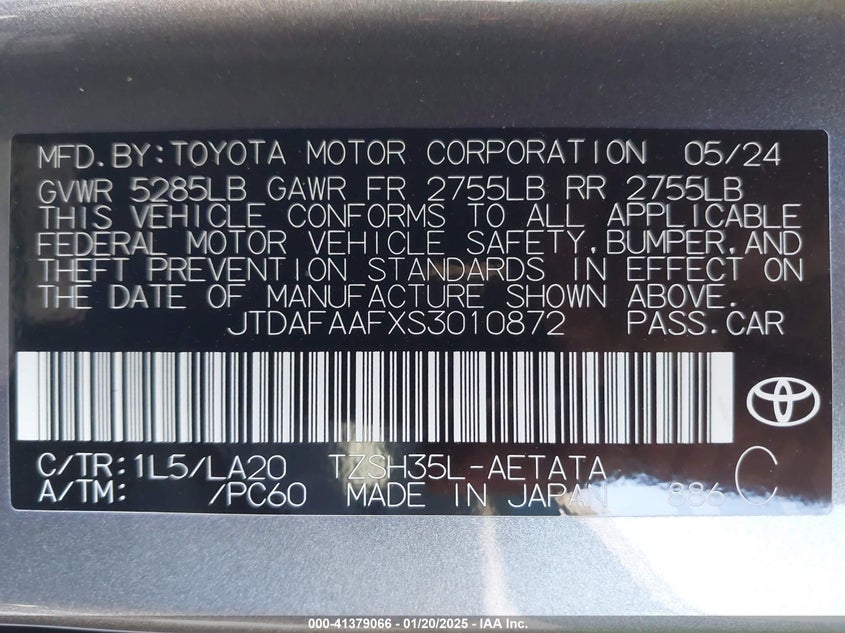 MFD.BY:TOYOTA MOTOR CORPORATION 05/24
GVWR 5285LB GAWR FR 2755LB RR 2755LB
THIS VEHICLE CONFORMS TO ALL APPLICABLE
FEDERAL MOTOR VEHICLE SAFETY,BUMPER,AND
THEFT PREVENTION STANDARDS IN EFFECT ON
THE DATE OF MANUFACTURE SHOWN ABOVE.
JTDAFAAFXS3010872 PASS.CAR
C/TR:1L5/LA20 TZSH35L-AETATA C
A/TM: /PC60 MADE IN JAPAN 886
000-41379066 - 01/20/2025 - IAA Inc.